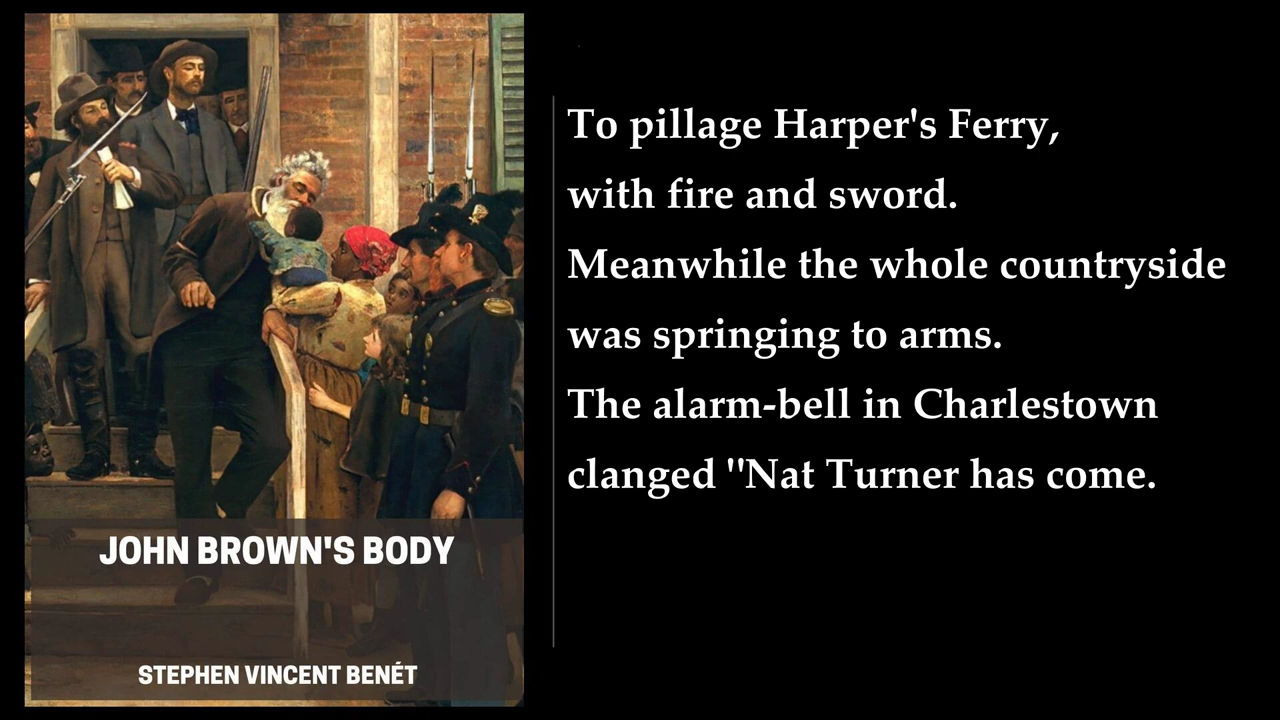 JOHN BROWN'S BODY
STEPHEN VINCENT BENÉT
To pillage Harper's Ferry,
with fire and sword.
Meanwhile the whole countryside
was springing to arms.
The alarm-bell in Charlestown
clanged "Nat Turner has come.